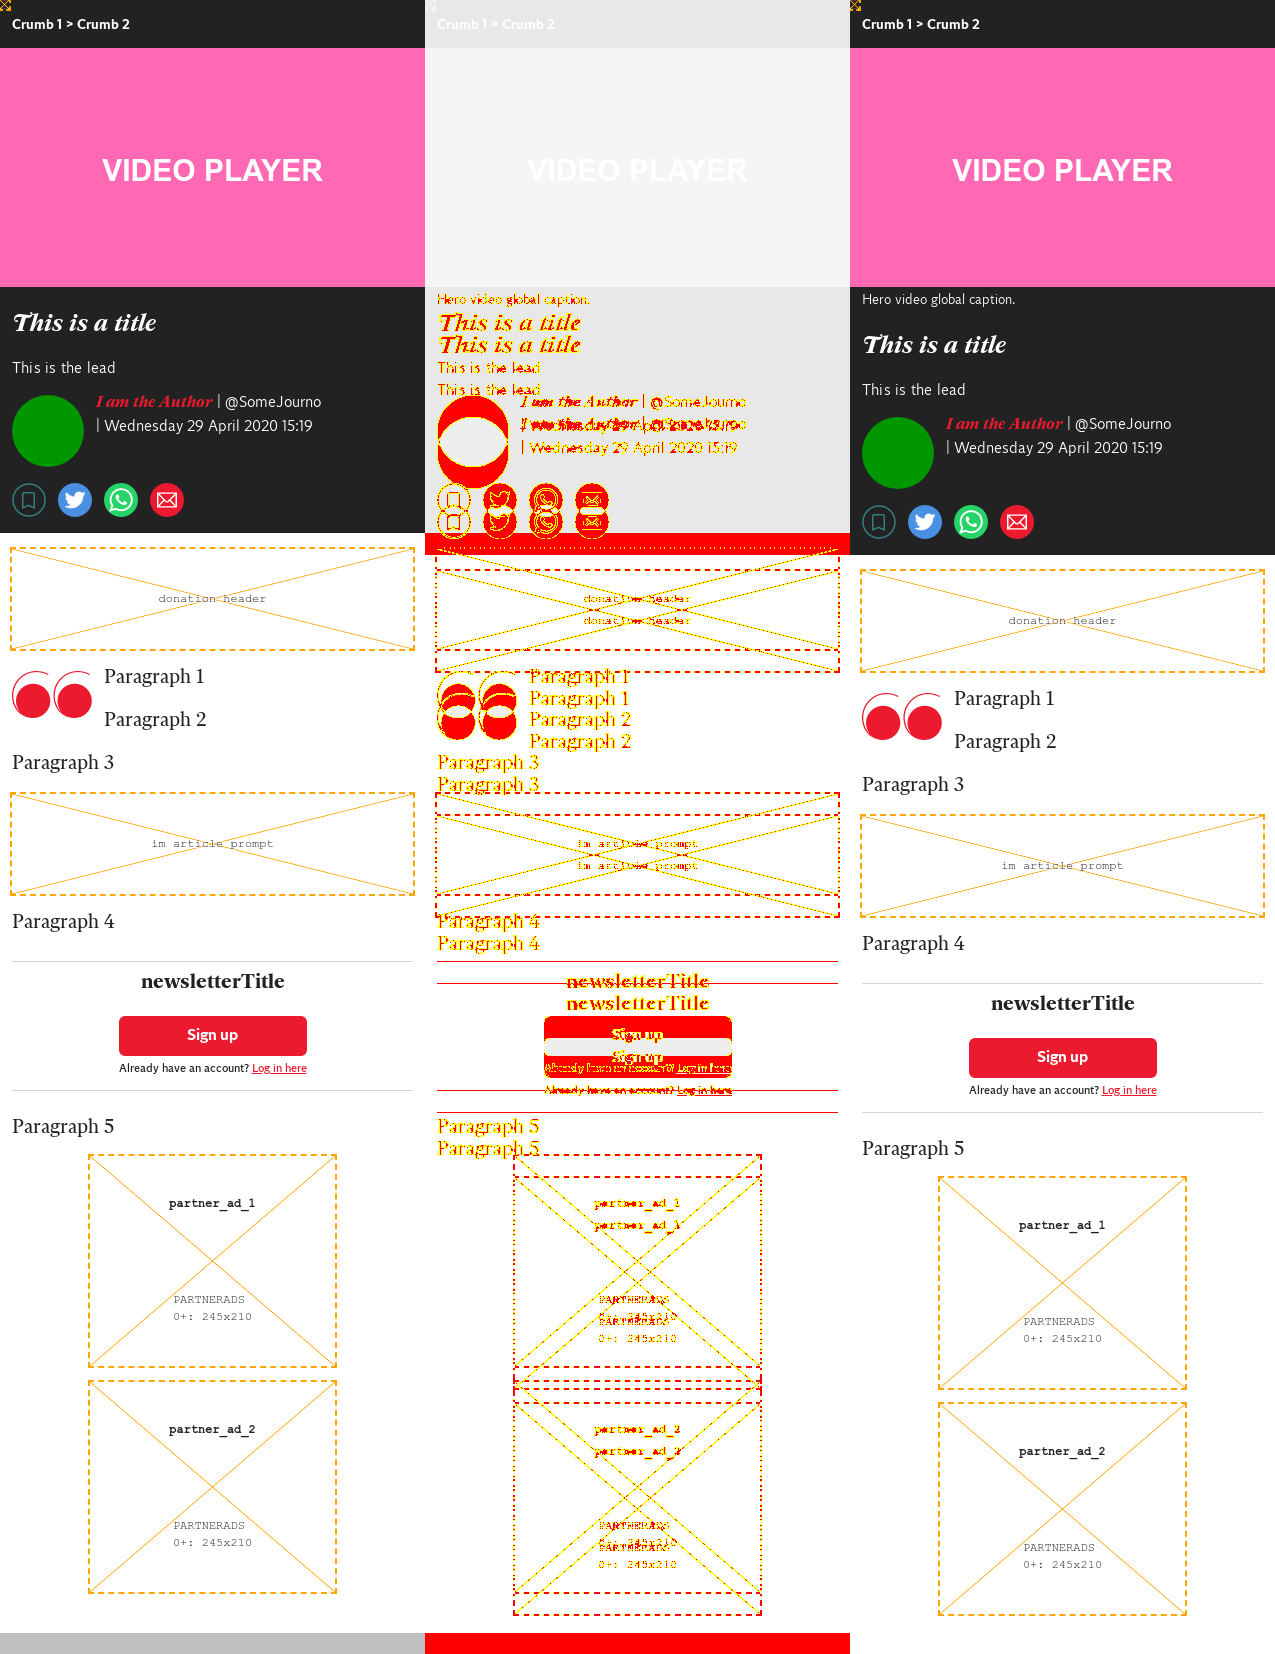 Crumb 1 > Crumb 2
VIDEO PLAYER
This is a title
This is the lead
I am the Author | @SomeJourno
| Wednesday 29 April 2020 15:19
donation header
Paragraph 1
Paragraph 2
Paragraph 3
im article prompt
Paragraph 4
newsletterTitle
Sign up
Already have an account? Log in here
Paragraph 5
partner_ad_1
PARTNERADS
0+: 245x210
partner_ad_2
PARTNERADS
0+: 245x210
Crumb 1 > Crumb 2
VIDEO PLAYER
Hero video global caption.
This is a title
This is a title
This is the lead
This is the lead
I am the Author | @SomeJourno
| Wednesday 29 April 2020 15:19
donation header
donation header
Paragraph 1
Paragraph 1
Paragraph 2
Paragraph 2
Paragraph 3
Paragraph 3
im article prompt
im article prompt
Paragraph 4
Paragraph 4
newsletterTitle
newsletterTitle
Sign up
Sign up
Already have an account? Log in here
Already have an account? Log in here
Paragraph 5
Paragraph 5
partner_ad_1
partner_ad_1
PARTNERADS
0+: 245x210
PARTNERADS
0+: 245x210
partner_ad_2
partner_ad_2
PARTNERADS
0+: 245x210
PARTNERADS
0+: 245x210
Crumb 1 > Crumb 2
VIDEO PLAYER
Hero video global caption.
This is a title
This is the lead
I am the Author | @SomeJourno
| Wednesday 29 April 2020 15:19
donation header
Paragraph 1
Paragraph 2
Paragraph 3
im article prompt
Paragraph 4
newsletterTitle
Sign up
Already have an account? Log in here
Paragraph 5
partner_ad_1
PARTNERADS
0+: 245x210
partner_ad_2
PARTNERADS
0+: 245x210